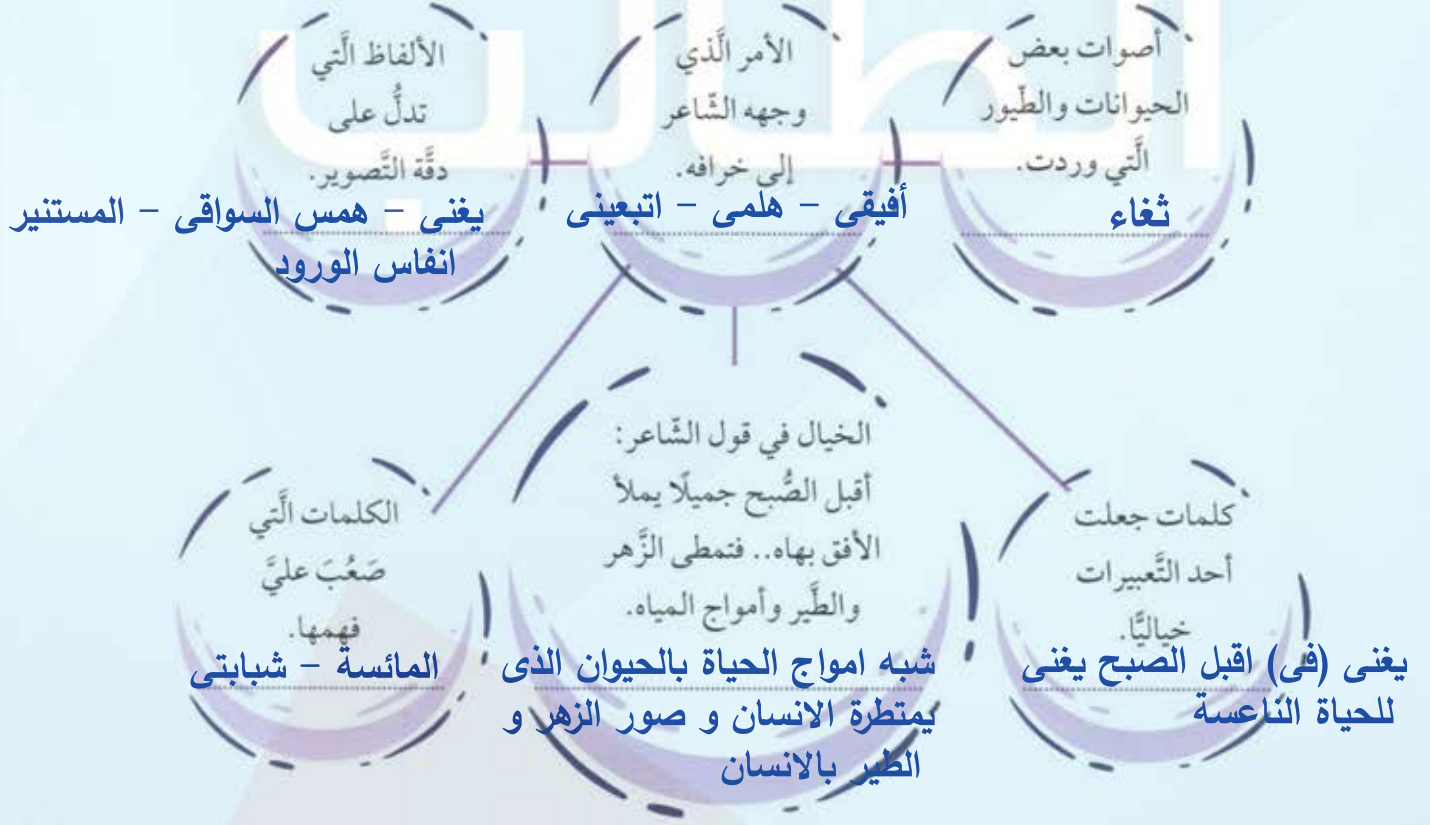 الطالب
أصوات بعض
الحيوانات والطّيور
الَّتي وردت.
ثغاء
الأمر الَّذي
وجهه الشّاعر
إلى خرافه.
أفيقى - هلمى - اتبعينى
الألفاظ الَّتي
تدلُّ على
دقَّة التَّصوير.
يغنى - همس السواقى - المستنير
انفاس الورود
كلمات جعلت
أحد التَّعبيرات
خياليًّا.
يغنى (فى) اقبل الصبح يغنى
للحياة الناعسة
الخيال في قول الشّاعر:
أقبل الصُّبح جميلًا يملأ
الأفق بهاه.. فتمطى الزَّهر
والطَّير وأمواج المياه.
شبه امواج الحياة بالحيوان الذى
يمتطرة الانسان و صور الزهر و
الطير بالانسان
الكلمات الَّتي
صَعُبَ عليَّ
فهمها.
المائسة - شبابتى